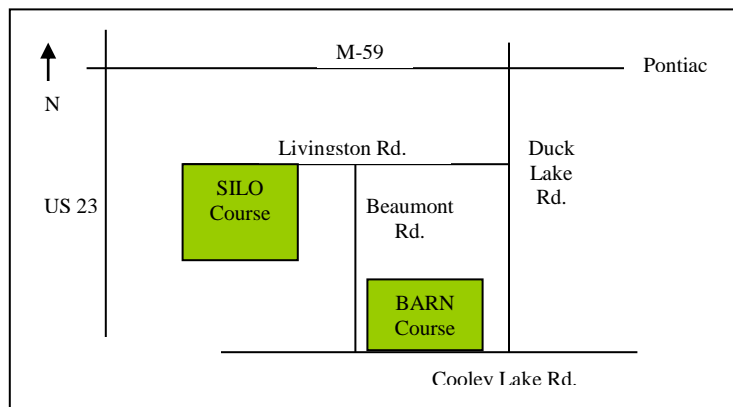 M-59
Pontiac
N
Livingston Rd.
Duck
Lake
Rd.
SILO
Course
US 23
Beaumont
Rd.
BARN
Course
Cooley Lake Rd.